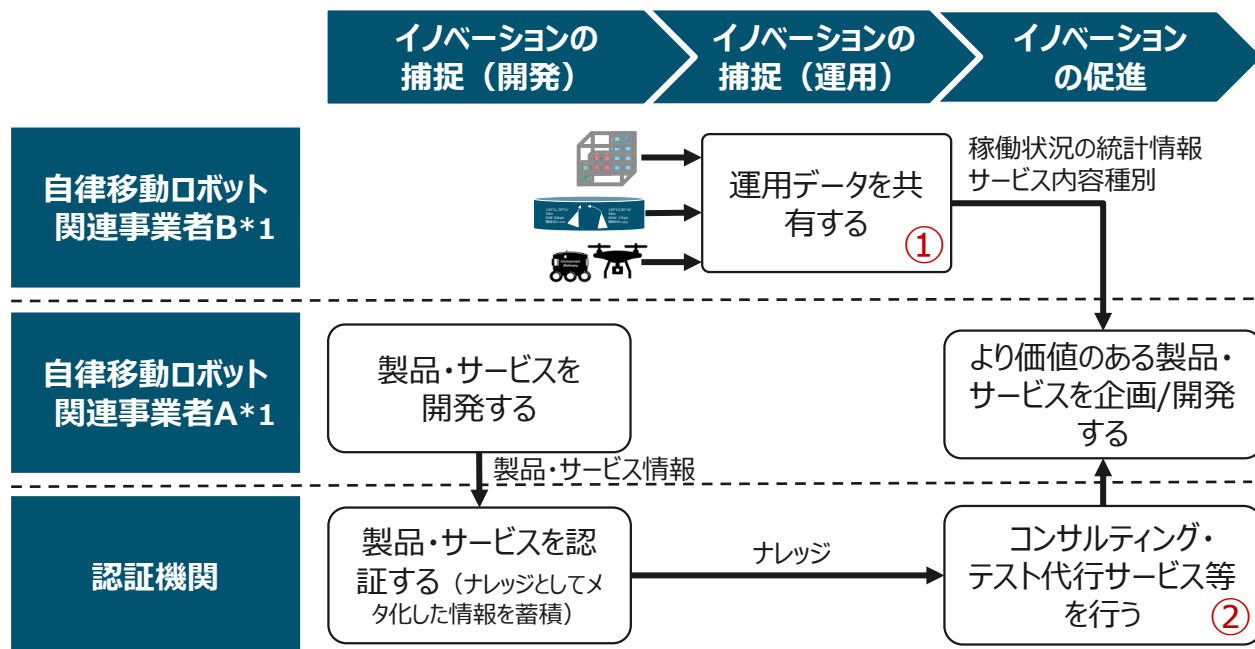 イノベーションの
捕捉（開発）
イノベーションの
捕捉（運用）
イノベーション
の促進
自律移動ロボット
関連事業者B*1
運用データを共
有する
①
稼働状況の統計情報
サービス内容種別
自律移動ロボット
関連事業者A*1
製品・サービスを
開発する
より価値のある製品・
サービスを企画/開発
する
製品・サービス情報
認証機関
製品・サービスを認
証する（ナレッジとしてメ
タ化した情報を蓄積）
ナレッジ
コンサルティング・
テスト代行サービス等
を行う
②